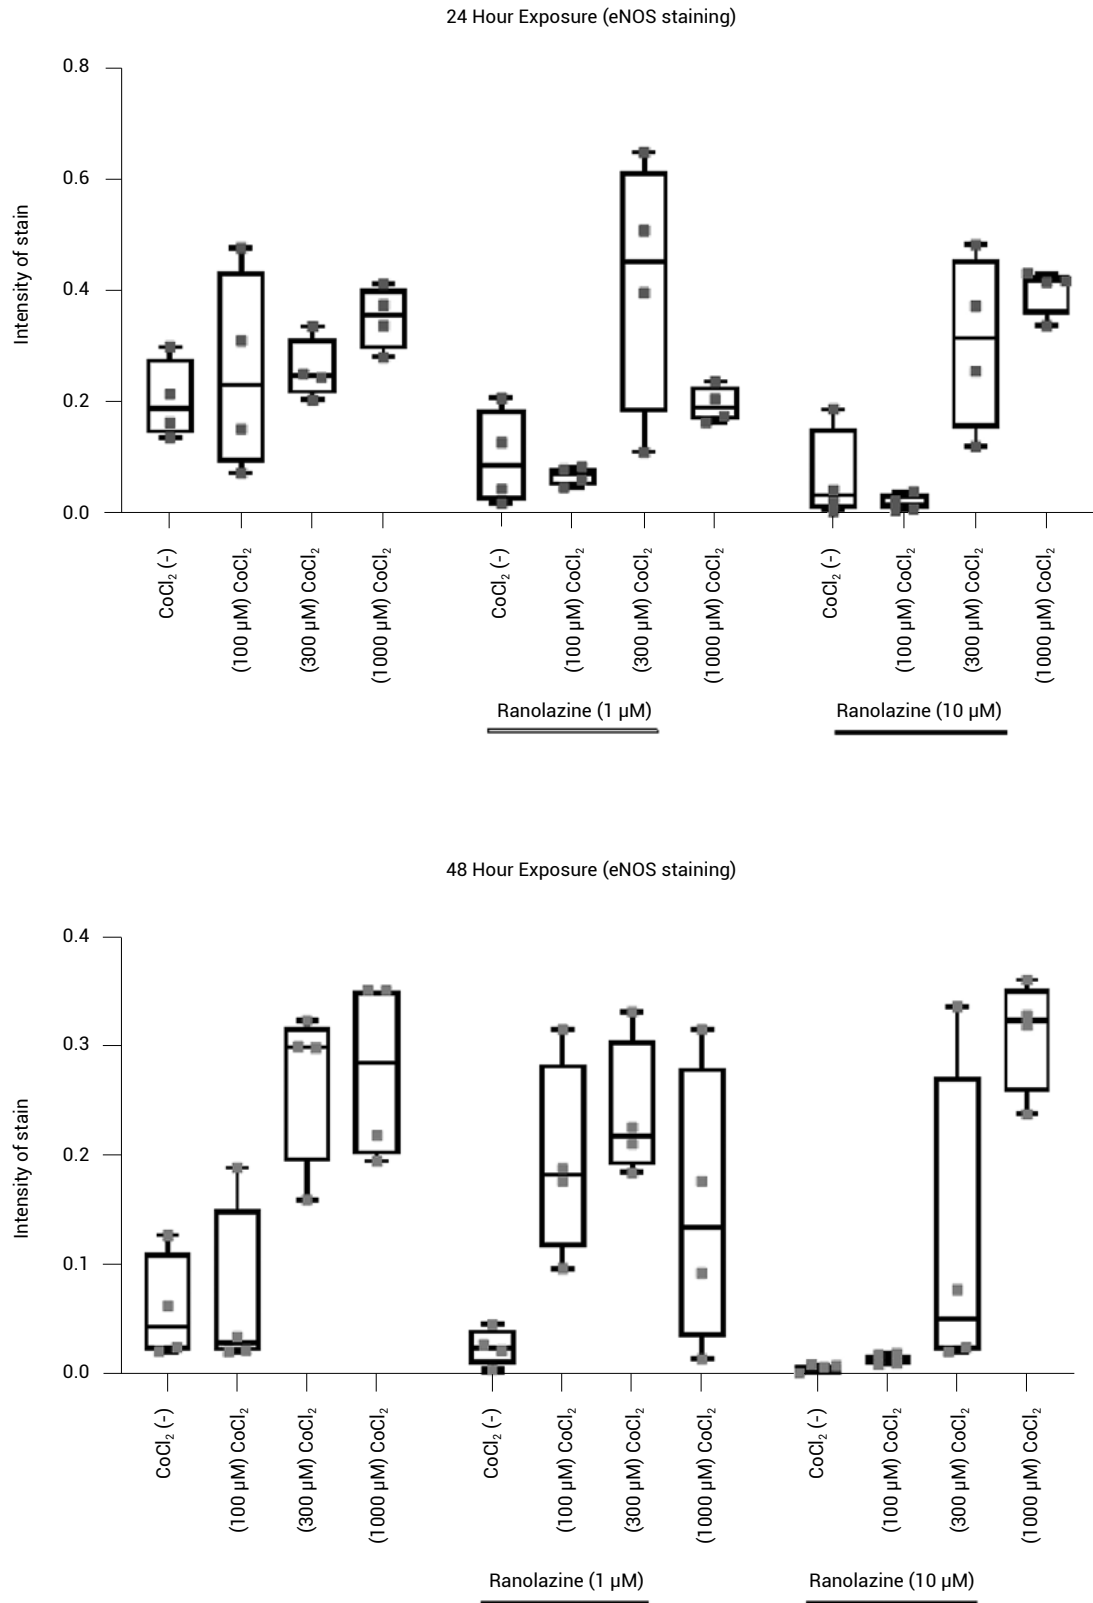 24 Hour Exposure (eNOS staining)
Intensity of stain
0.8
0.6
0.4
0.2
0.0
CoCl₂ (-)
(100 µM) CoCl₂
(300 µM) CoCl₂
(1000 µM) CoCl₂
CoCl₂ (-)
(100 µM) CoCl₂
(300 µM) CoCl₂
(1000 µM) CoCl₂
CoCl₂ (-)
(100 µM) CoCl₂
(300 µM) CoCl₂
(1000 µM) CoCl₂
Ranolazine (1 µM)
Ranolazine (10 µM)
48 Hour Exposure (eNOS staining)
Intensity of stain
0.4
0.3
0.2
0.1
0.0
CoCl₂ (-)
(100 µM) CoCl₂
(300 µM) CoCl₂
(1000 µM) CoCl₂
CoCl₂ (-)
(100 µM) CoCl₂
(300 µM) CoCl₂
(1000 µM) CoCl₂
CoCl₂ (-)
(100 µM) CoCl₂
(300 µM) CoCl₂
(1000 µM) CoCl₂
Ranolazine (1 µM)
Ranolazine (10 µM)